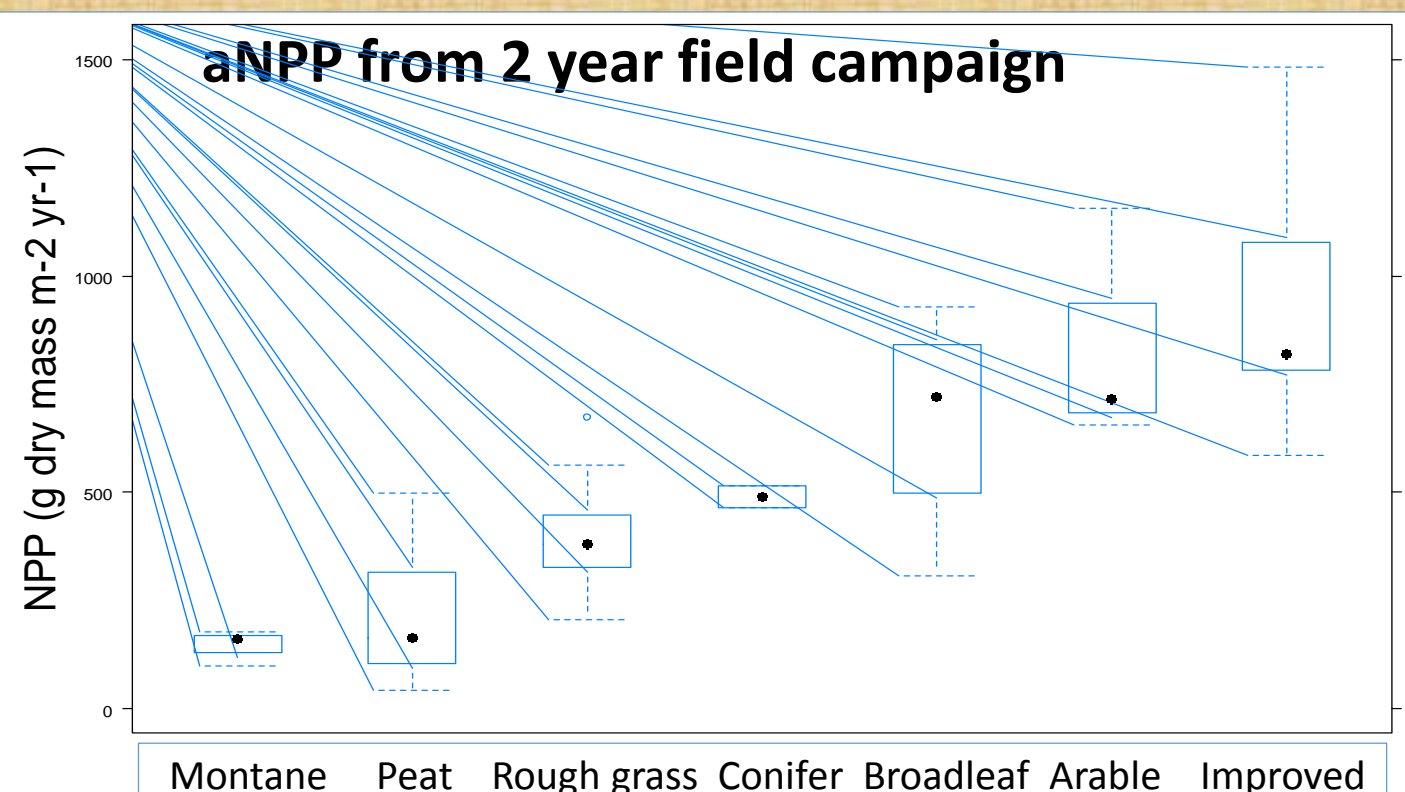 aNPP from 2 year field campaign
NPP (g dry mass m-2 yr-1)
1500
1000
500
0
Montane Peat Rough grass Conifer Broadleaf Arable Improved